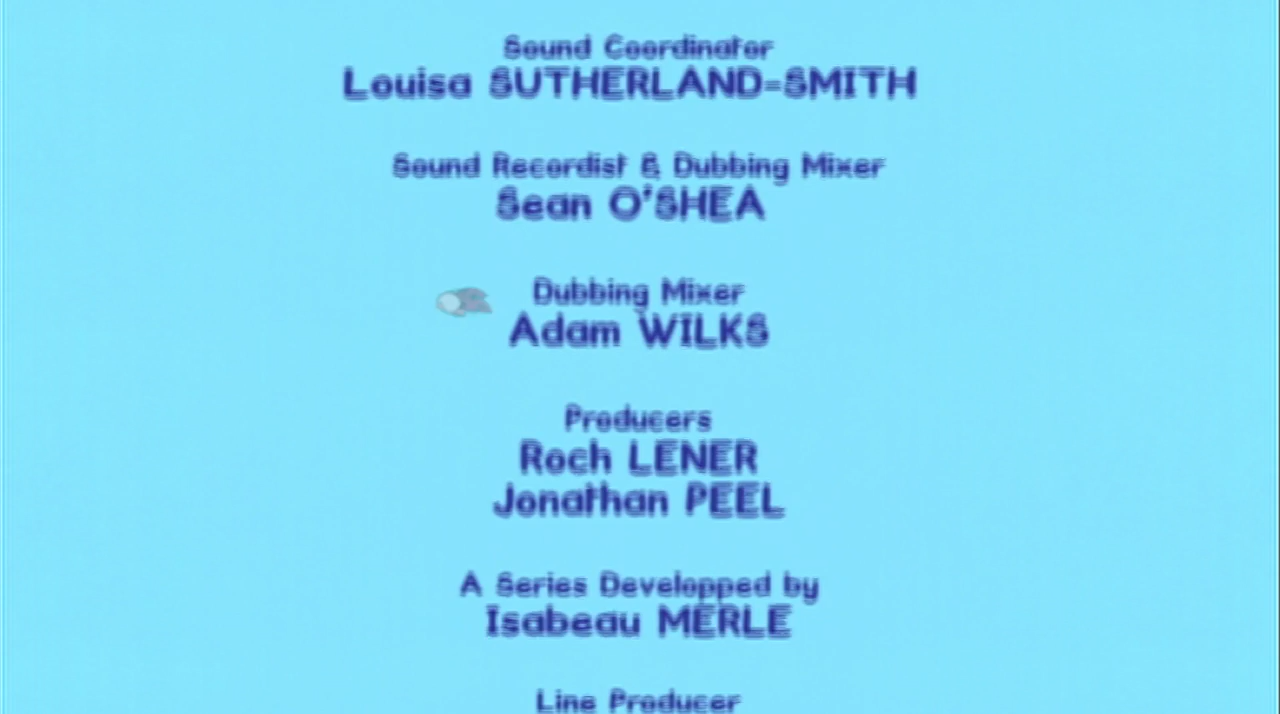 Sound Coordinator
Louisa SUTHERLAND-SMITH
Sound Recordist & Dubbing Mixer
Sean O'SHEA
Dubbing Mixer
Adam WILKS
Producers
Roch LENER
Jonathan PEEL
A Series Developped by
Isabeau MERLE
Line Producer